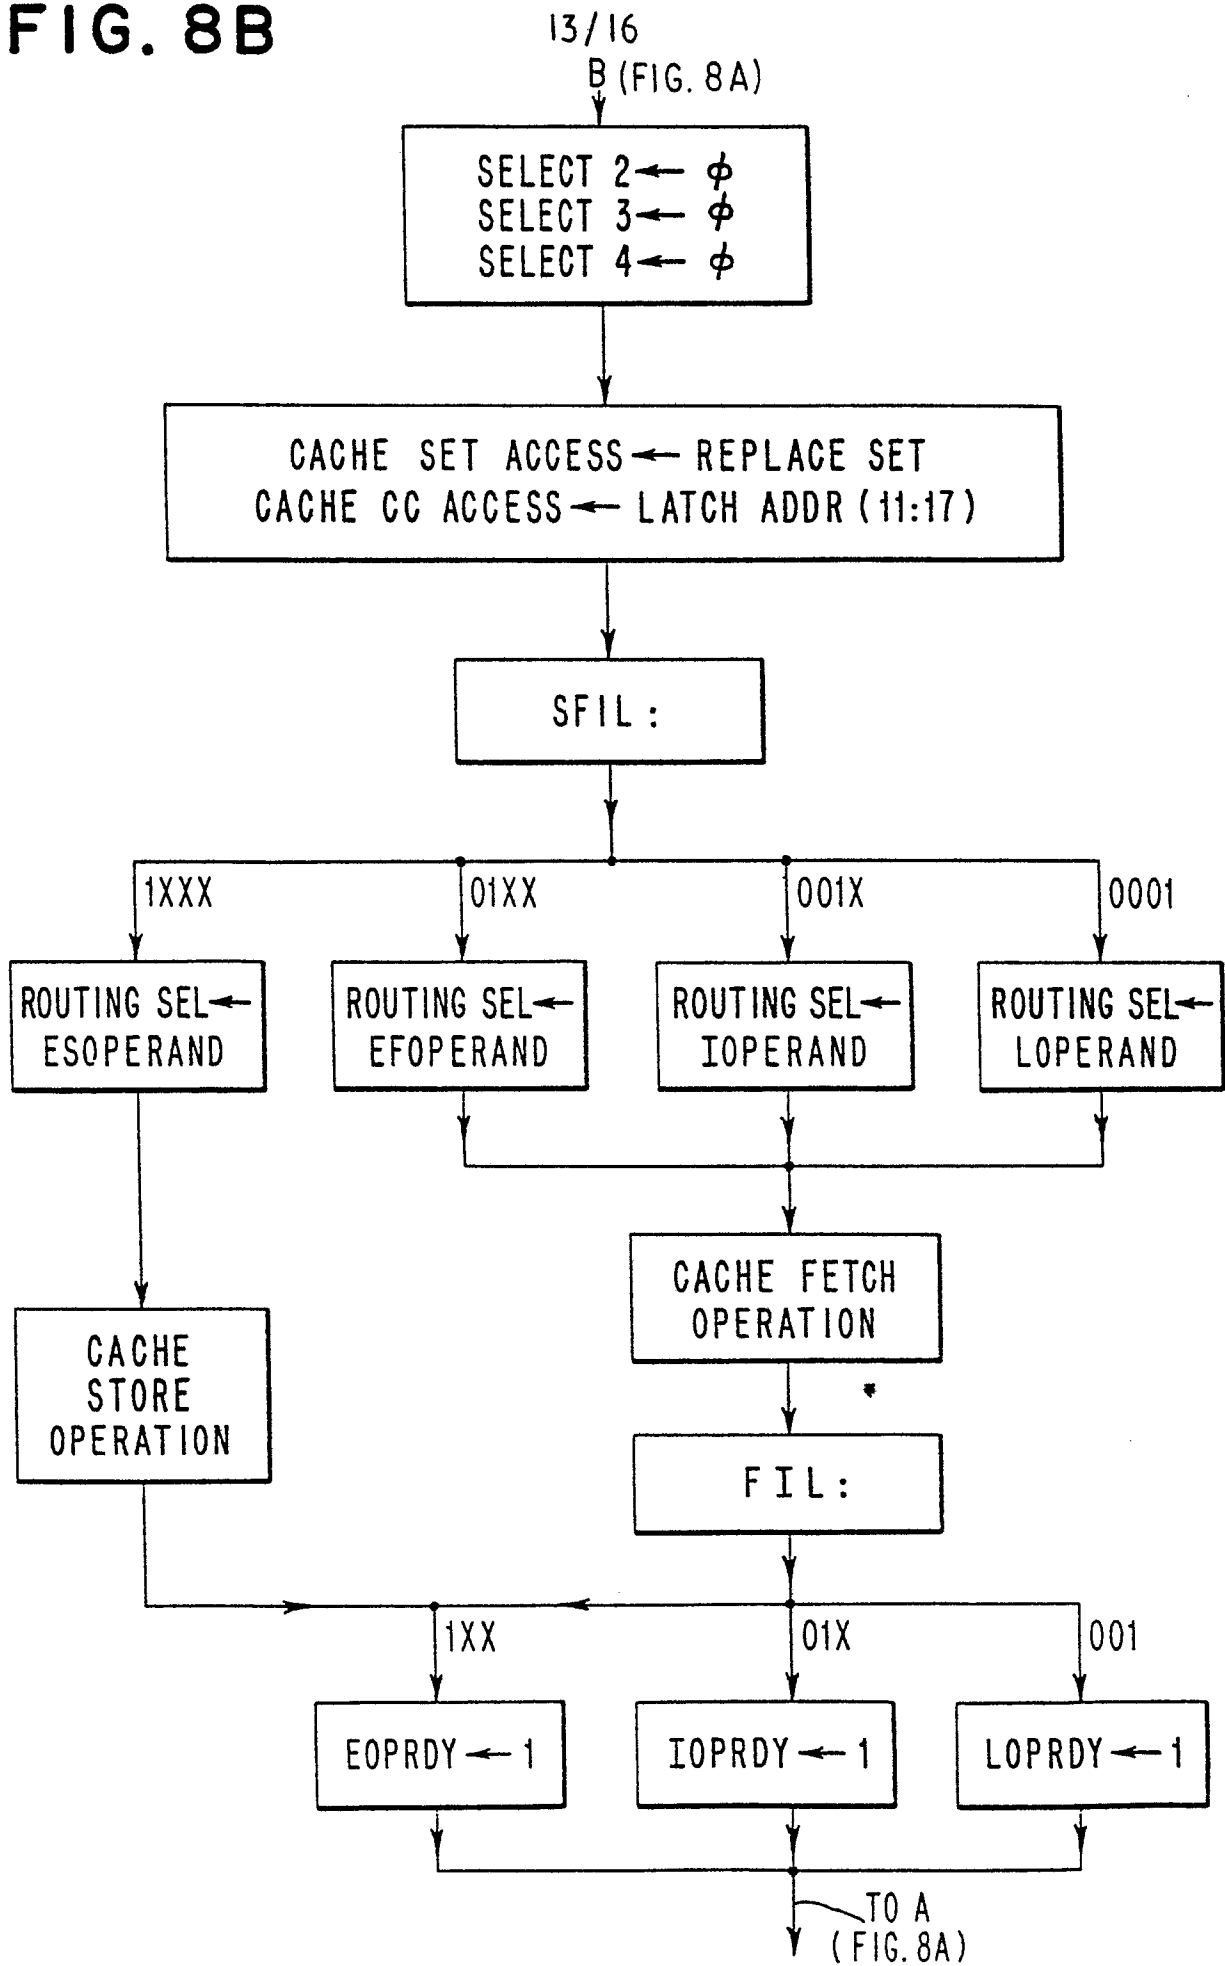 FIG. 8B
13/16
B (FIG. 8A)
SELECT 2 ← ϕ
SELECT 3 ← ϕ
SELECT 4 ← ϕ
CACHE SET ACCESS ← REPLACE SET
CACHE CC ACCESS ← LATCH ADDR (11:17)
SFIL :
1XXX
01XX
001X
0001
ROUTING SEL ←
ESOPERAND
ROUTING SEL ←
EFOPERAND
ROUTING SEL ←
IOPERAND
ROUTING SEL ←
LOPERAND
CACHE FETCH
OPERATION
CACHE
STORE
OPERATION
*
FIL :
1XX
01X
001
EOPRDY ← 1
IOPRDY ← 1
LOPRDY ← 1
TO A
(FIG. 8A)